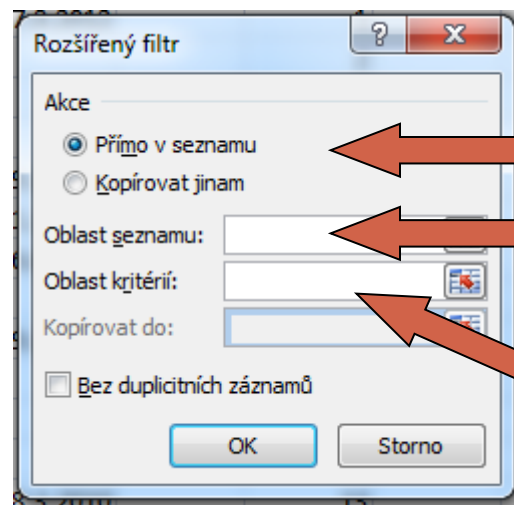 Rozšířený filtr
Akce
Přímo v seznamu
Kopírovat jinam
Oblast seznamu:
Oblast kritérií:
Kopírovat do:
Bez duplicitních záznamů
OK
Storno